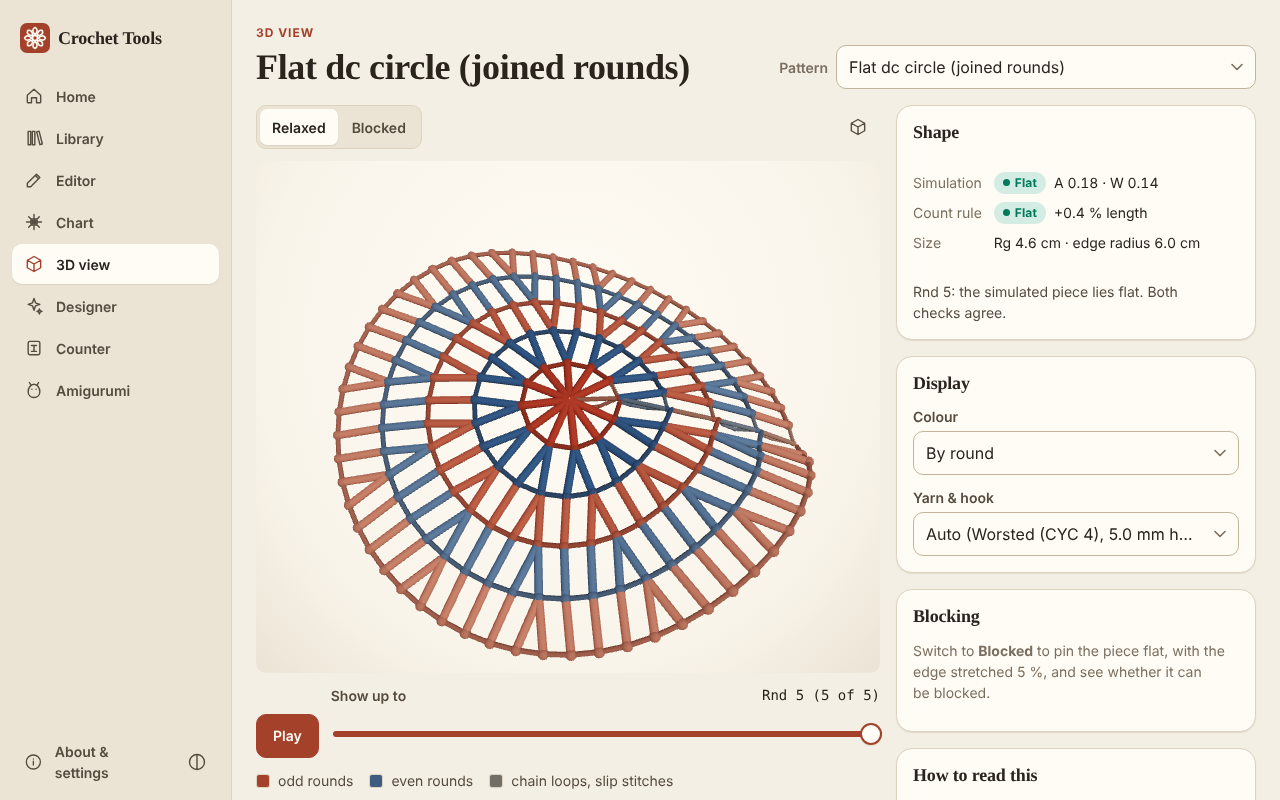 Crochet Tools
Home
Library
Editor
Chart
3D view
Designer
Counter
Amigurumi
About &
settings
3D VIEW
Flat dc circle (joined rounds)
Pattern
Flat dc circle (joined rounds)
Relaxed
Blocked
Show up to
Rnd 5 (5 of 5)
Play
odd rounds
even rounds
chain loops, slip stitches
Shape
Simulation Flat A 0.18 · W 0.14
Count rule Flat +0.4 % length
Size Rg 4.6 cm · edge radius 6.0 cm
Rnd 5: the simulated piece lies flat. Both
checks agree.
Display
Colour
By round
Yarn & hook
Auto (Worsted (CYC 4), 5.0 mm h...
Blocking
Switch to Blocked to pin the piece flat, with the
edge stretched 5 %, and see whether it can
be blocked.
How to read this